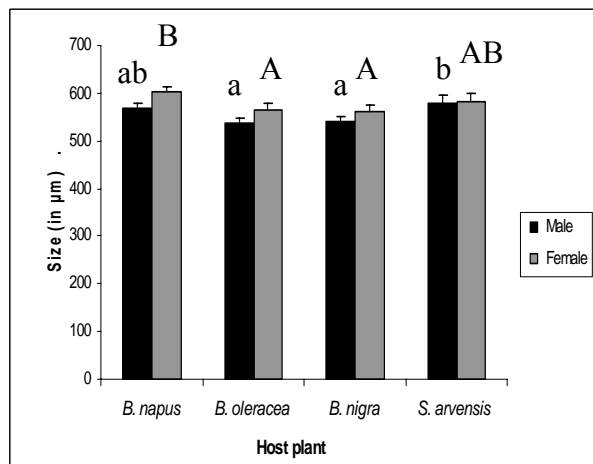 700
600
500
400
300
200
100
0
Size (in µm) .
ab B
a A
a A
b AB
B. napus B. oleracea B. nigra S. arvensis
Host plant
Male
Female